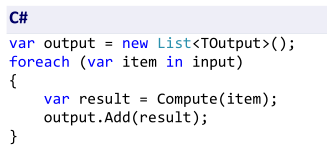 C#
var output = new List<TOutput>();
foreach (var item in input)
{
    var result = Compute(item);
    output.Add(result);
}